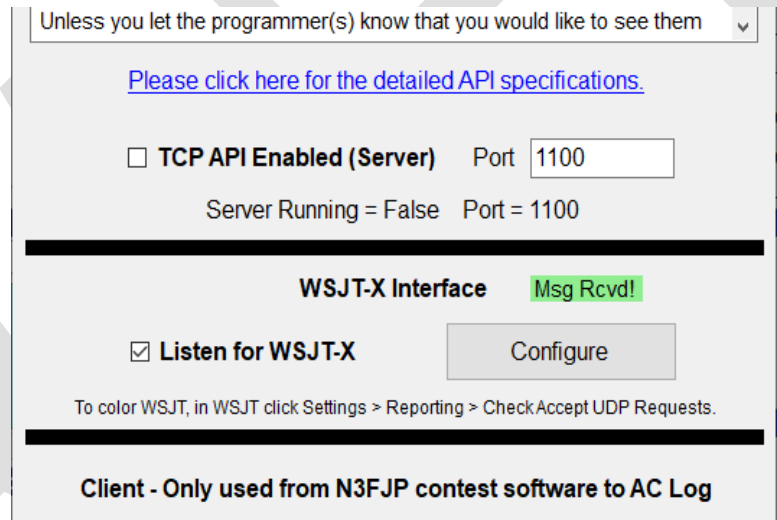 Unless you let the programmer(s) know that you would like to see them
Please click here for the detailed API specifications.
TCP API Enabled (Server) Port 1100
Server Running = False Port = 1100
WSJT-X Interface Msg Rcvd!
Listen for WSJT-X Configure
To color WSJT, in WSJT click Settings > Reporting > Check Accept UDP Requests.
Client - Only used from N3FJP contest software to AC Log